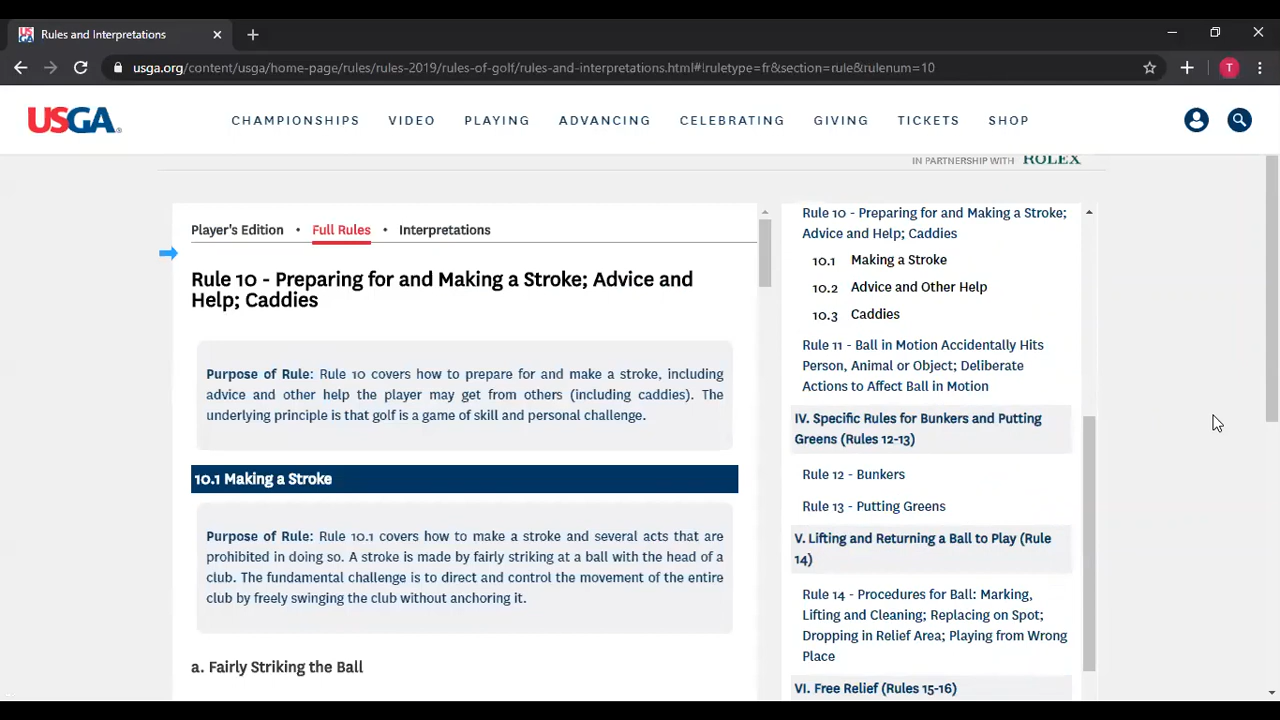 Rules and Interpretations
usga.org/content/usga/home-page/rules/rules-2019/rules-of-golf/rules-and-interpretations.html#!ruletype=fr&section=rule&rulenum=10
T
USGA
CHAMPIONSHIPS VIDEO PLAYING ADVANCING CELEBRATING GIVING TICKETS SHOP
IN PARTNERSHIP WITH ROLEX
Player's Edition • Full Rules • Interpretations
Rule 10 - Preparing for and Making a Stroke; Advice and
Help; Caddies
Purpose of Rule: Rule 10 covers how to prepare for and make a stroke, including
advice and other help the player may get from others (including caddies). The
underlying principle is that golf is a game of skill and personal challenge.
10.1 Making a Stroke
Purpose of Rule: Rule 10.1 covers how to make a stroke and several acts that are
prohibited in doing so. A stroke is made by fairly striking at a ball with the head of a
club. The fundamental challenge is to direct and control the movement of the entire
club by freely swinging the club without anchoring it.
a. Fairly Striking the Ball
Rule 10 - Preparing for and Making a Stroke;
Advice and Help; Caddies
10.1 Making a Stroke
10.2 Advice and Other Help
10.3 Caddies
Rule 11 - Ball in Motion Accidentally Hits
Person, Animal or Object; Deliberate
Actions to Affect Ball in Motion
IV. Specific Rules for Bunkers and Putting
Greens (Rules 12-13)
Rule 12 - Bunkers
Rule 13 - Putting Greens
V. Lifting and Returning a Ball to Play (Rule
14)
Rule 14 - Procedures for Ball: Marking,
Lifting and Cleaning; Replacing on Spot;
Dropping in Relief Area; Playing from Wrong
Place
VI. Free Relief (Rules 15-16)